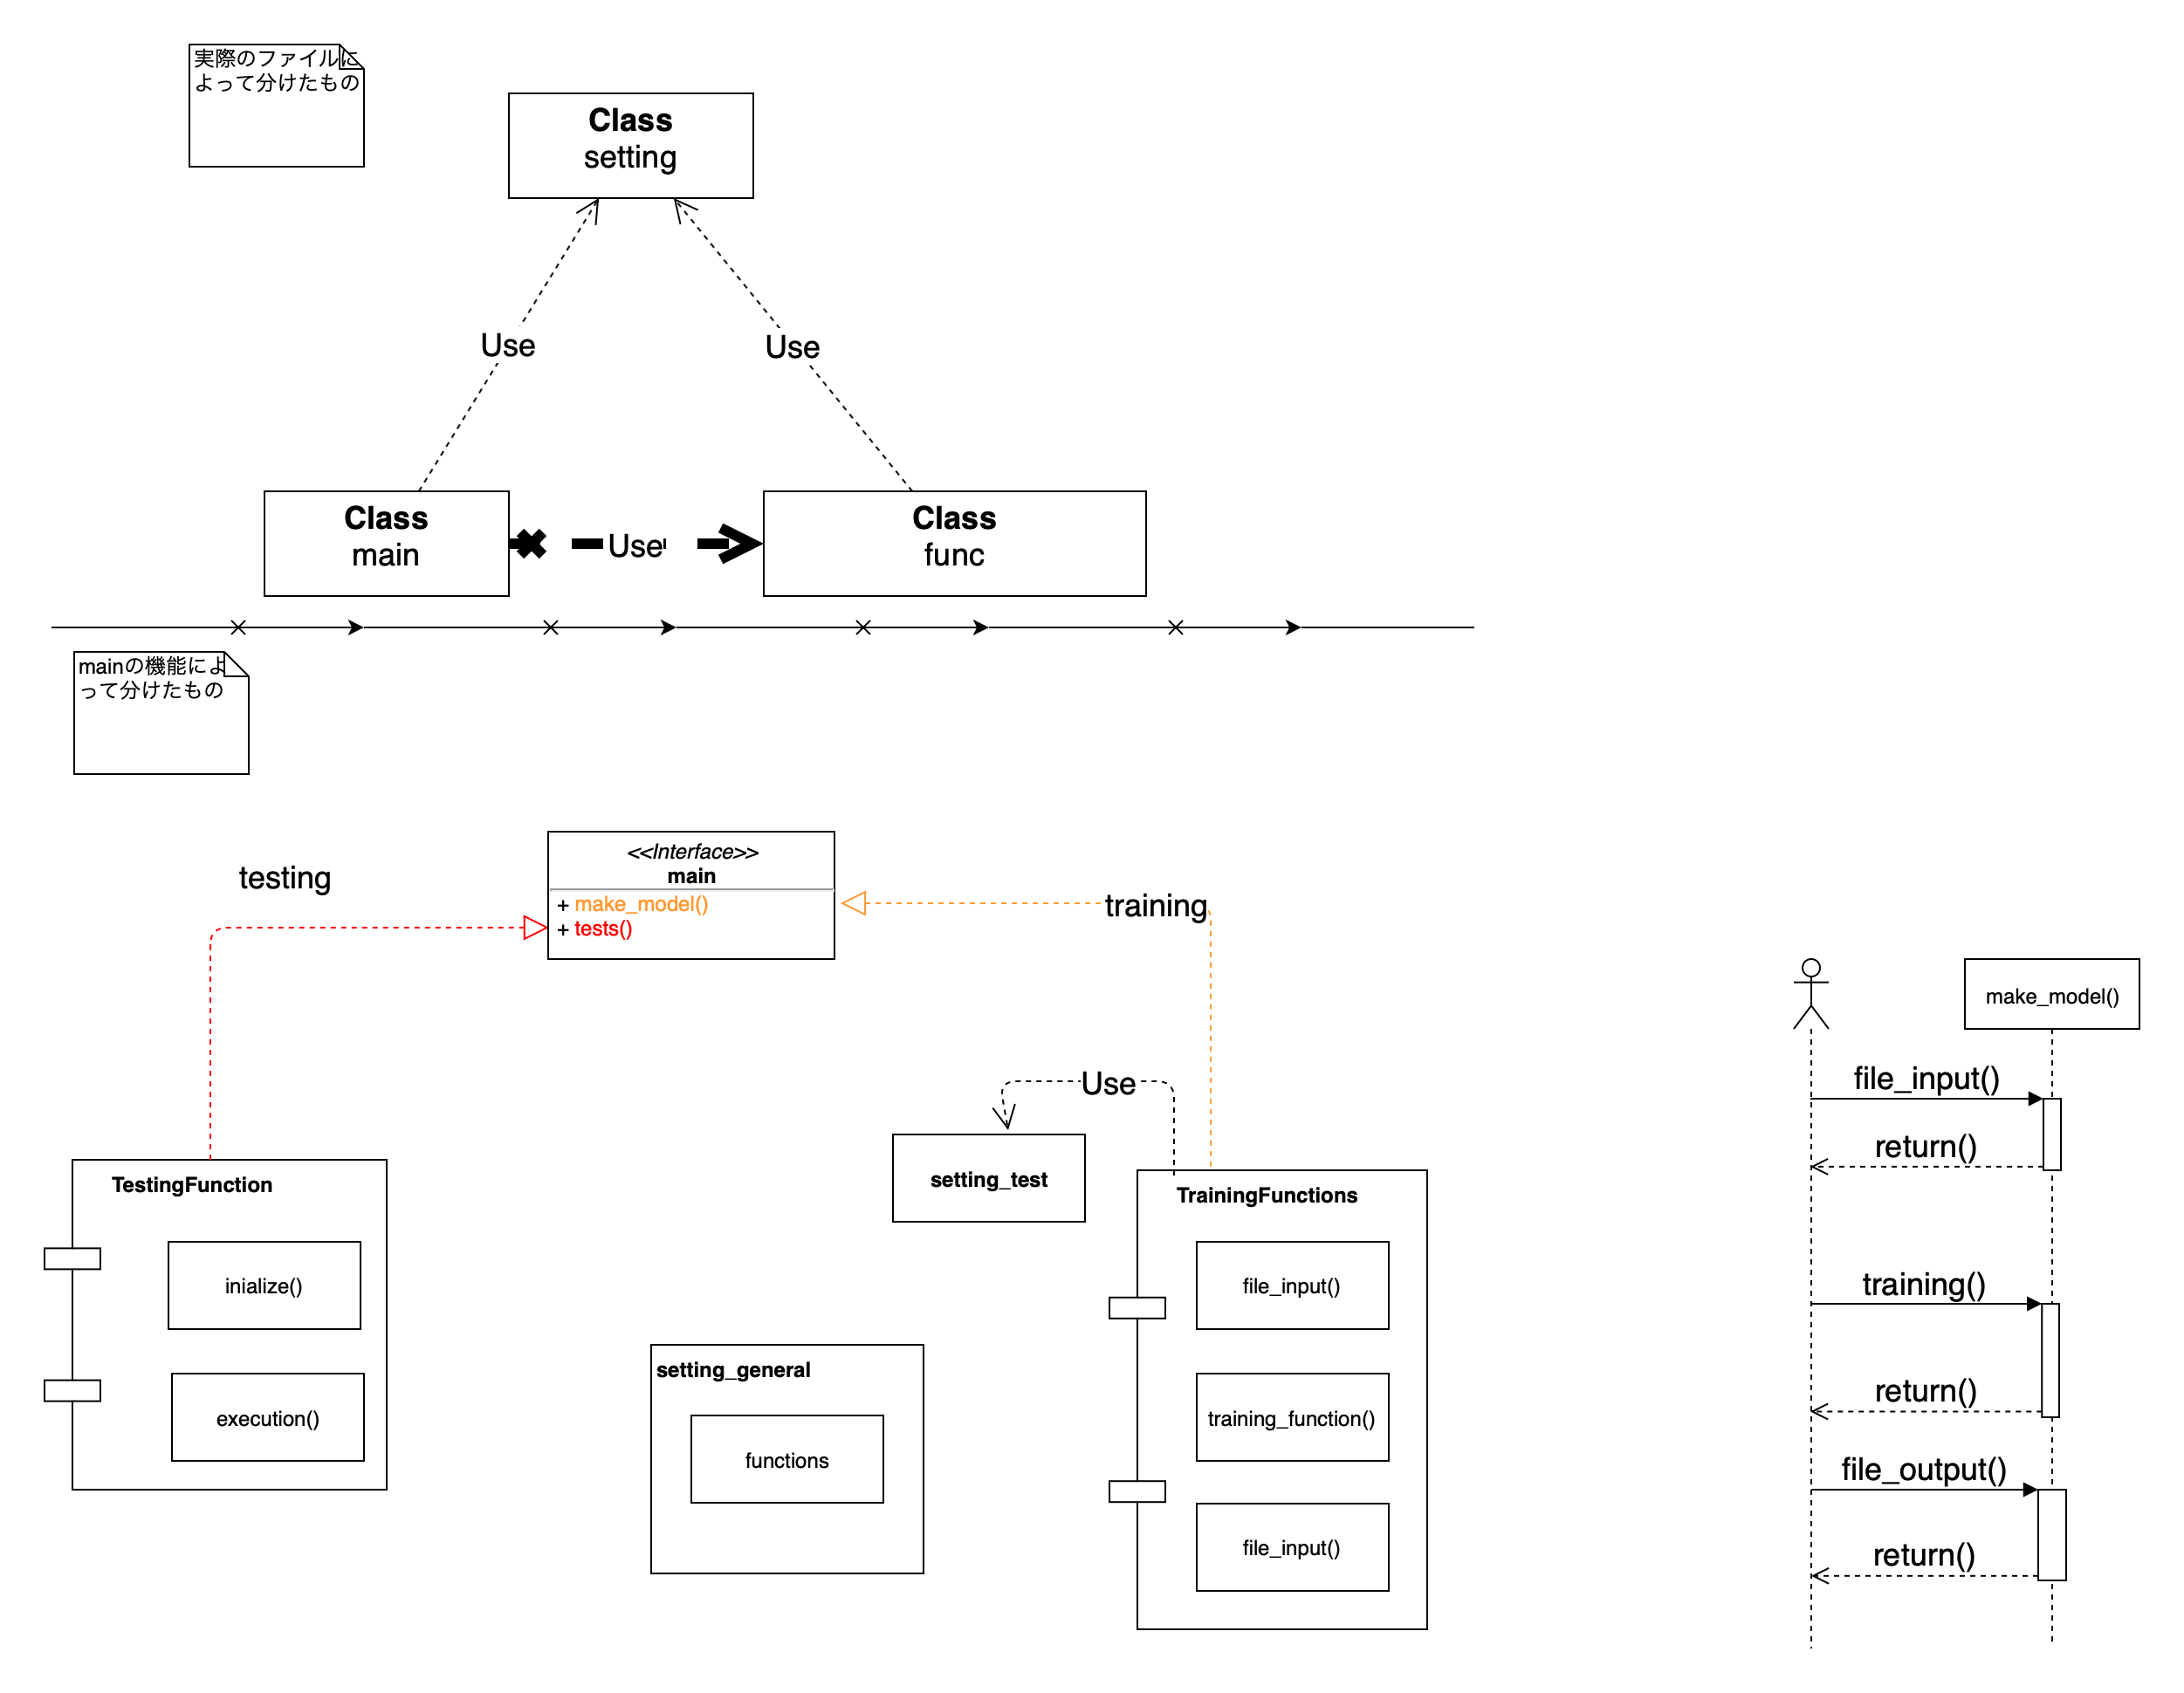 実際のファイルに
よって分けたもの
Class
setting
Use
Use
Class
main
Use
Class
func
mainの機能によ
って分けたもの
testing
<<Interface>>
main
+ make_model()
+ tests()
training
Use
setting_test
TestingFunction
inialize()
execution()
setting_general
functions
TrainingFunctions
file_input()
training_function()
file_input()
make_model()
file_input()
return()
training()
return()
file_output()
return()